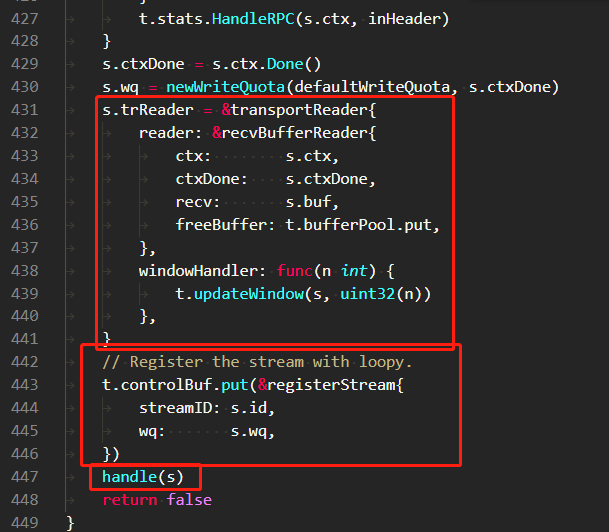 427 t.stats.HandleRPC(s.ctx, inHeader)
428 }
429 s.ctxDone = s.ctx.Done()
430 s.wq = newWriteQuota(defaultWriteQuota, s.ctxDone)
431 s.trReader = &transportReader{
432 reader: &recvBufferReader{
433 ctx: s.ctx,
434 ctxDone: s.ctxDone,
435 recv: s.buf,
436 freeBuffer: t.bufferPool.put,
437 },
438 windowHandler: func(n int) {
439 t.updateWindow(s, uint32(n))
440 },
441 }
442 // Register the stream with loopy.
443 t.controlBuf.put(&registerStream{
444 streamID: s.id,
445 wq: s.wq,
446 })
447 handle(s)
448 return false
449 }